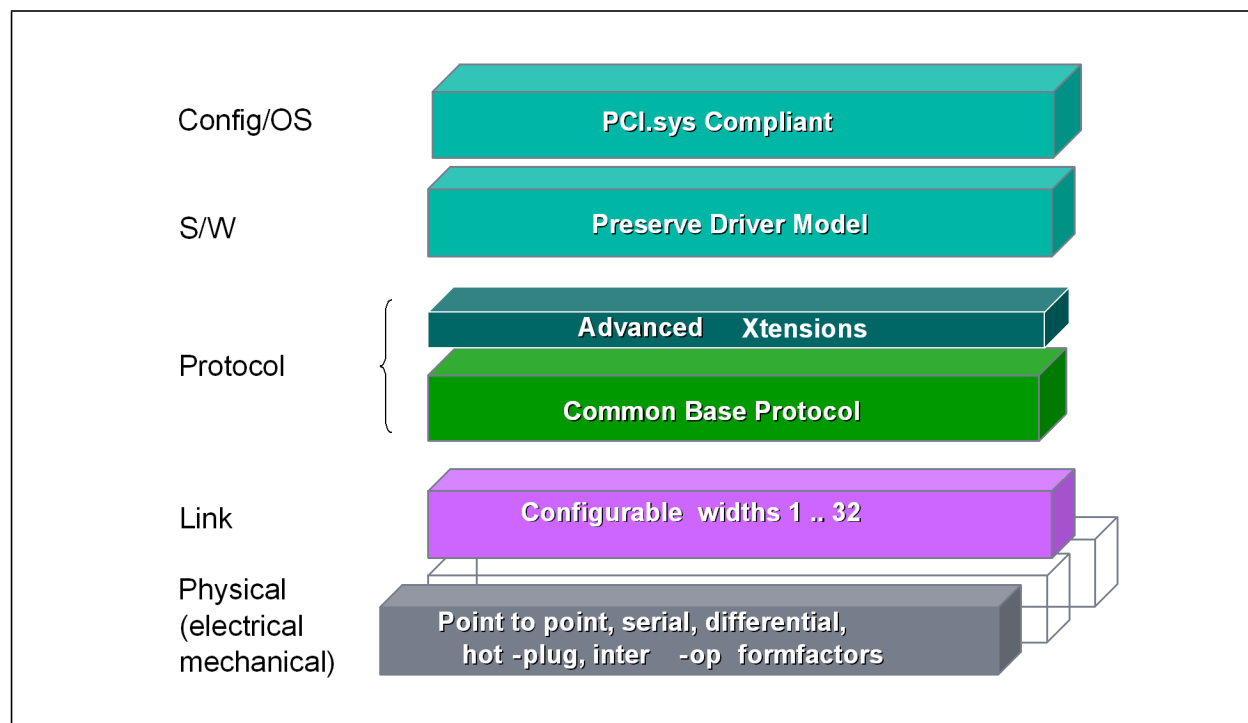 Config/OS
PCI.sys Compliant
S/W
Preserve Driver Model
Protocol
Advanced Xtensions
Common Base Protocol
Link
Configurable widths 1 .. 32
Physical
(electrical
mechanical)
Point to point, serial, differential,
hot -plug, inter -op formfactors